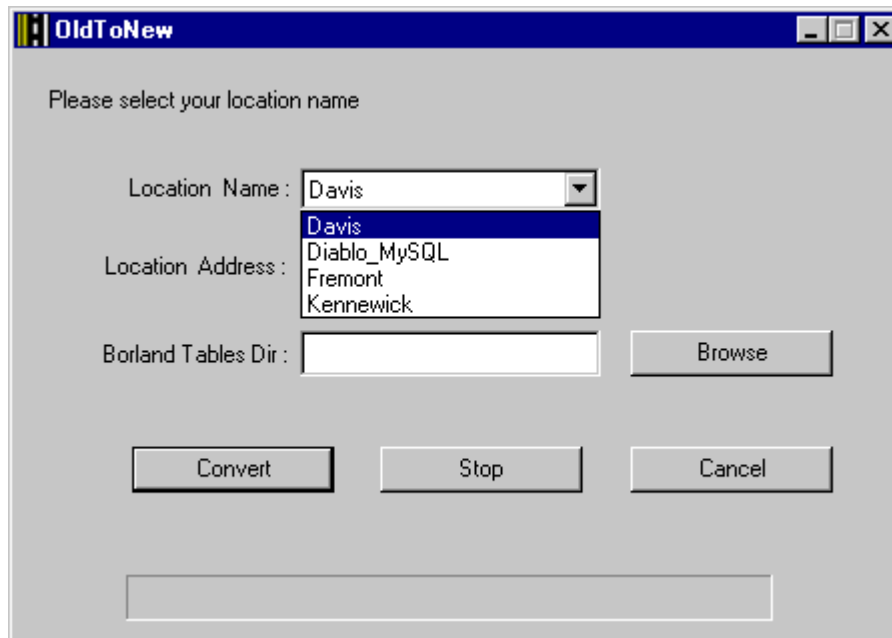 OldToNew
Please select your location name
Location Name : Davis
Davis
Diablo_MySQL
Location Address :
Fremont
Kennewick
Borland Tables Dir :
Browse
Convert Stop Cancel